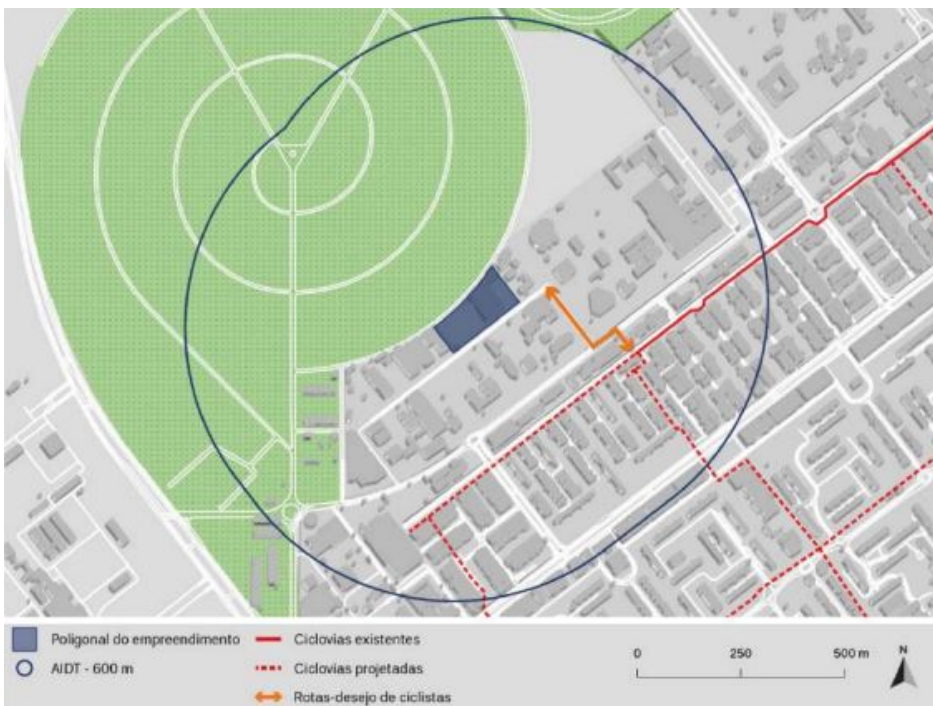 Poligonal do empreendimento
AIDT - 600 m
Ciclovias existentes
Ciclovias projetadas
Rotas-desejo de ciclistas
0 250 500 m
N